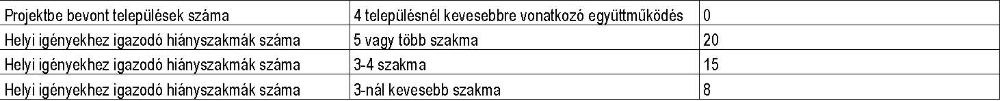 Projektbe bevont települések száma 4 településnél kevesebbre vonatkozó együttműködés 0
Helyi igényekhez igazodó hiányszakmák száma 5 vagy több szakma 20
Helyi igényekhez igazodó hiányszakmák száma 3-4 szakma 15
Helyi igényekhez igazodó hiányszakmák száma 3-nál kevesebb szakma 8